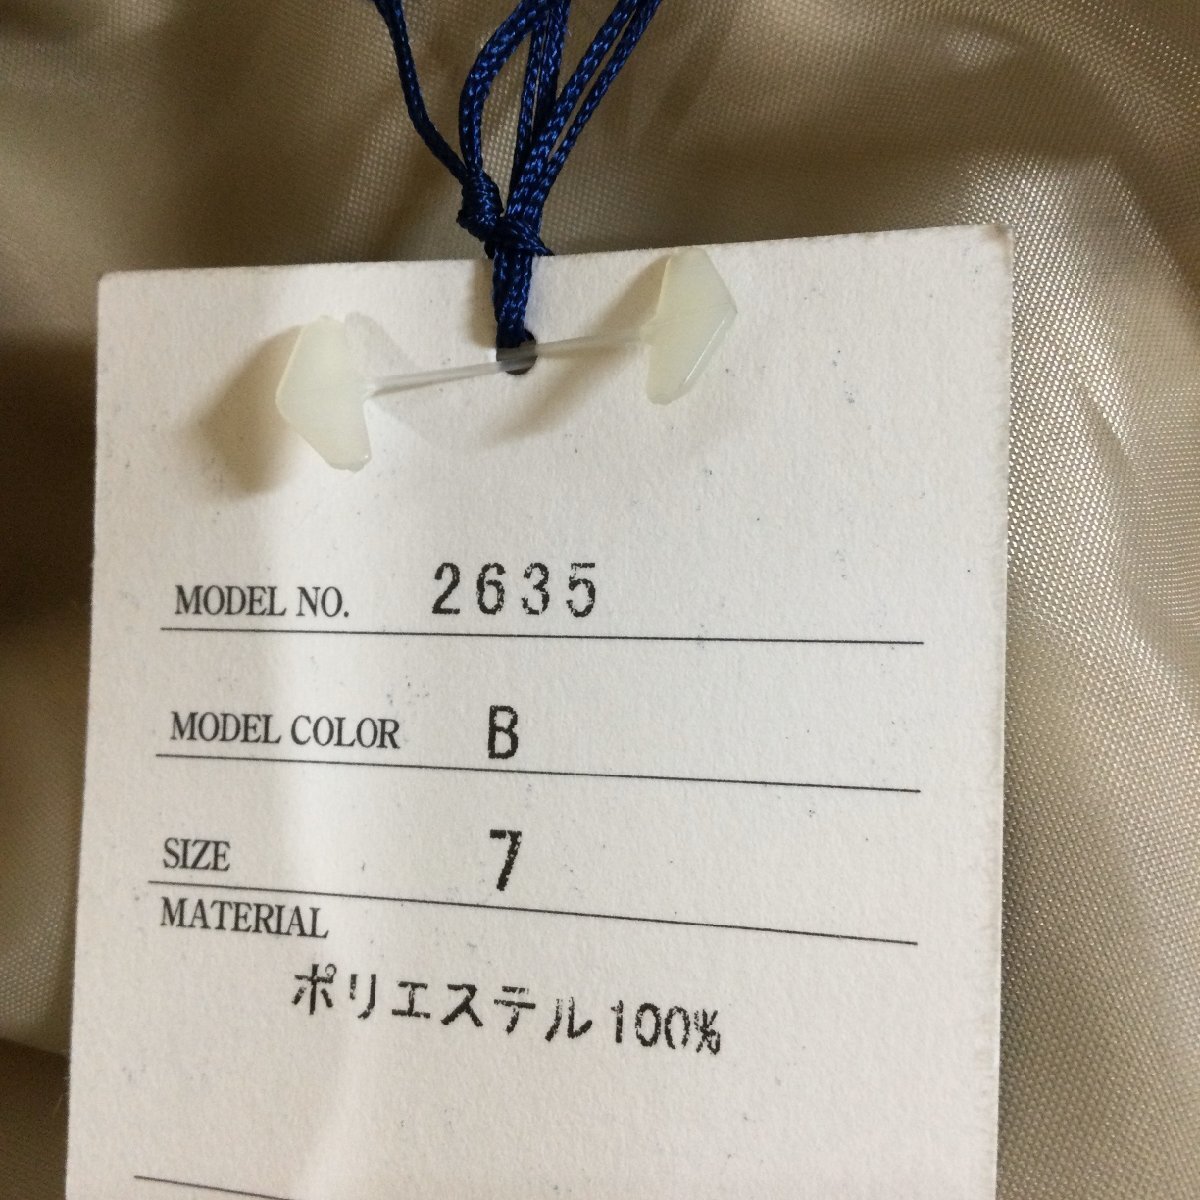 MODEL NO. 2635
MODEL COLOR B
SIZE 7
MATERIAL
ポリエステル100%